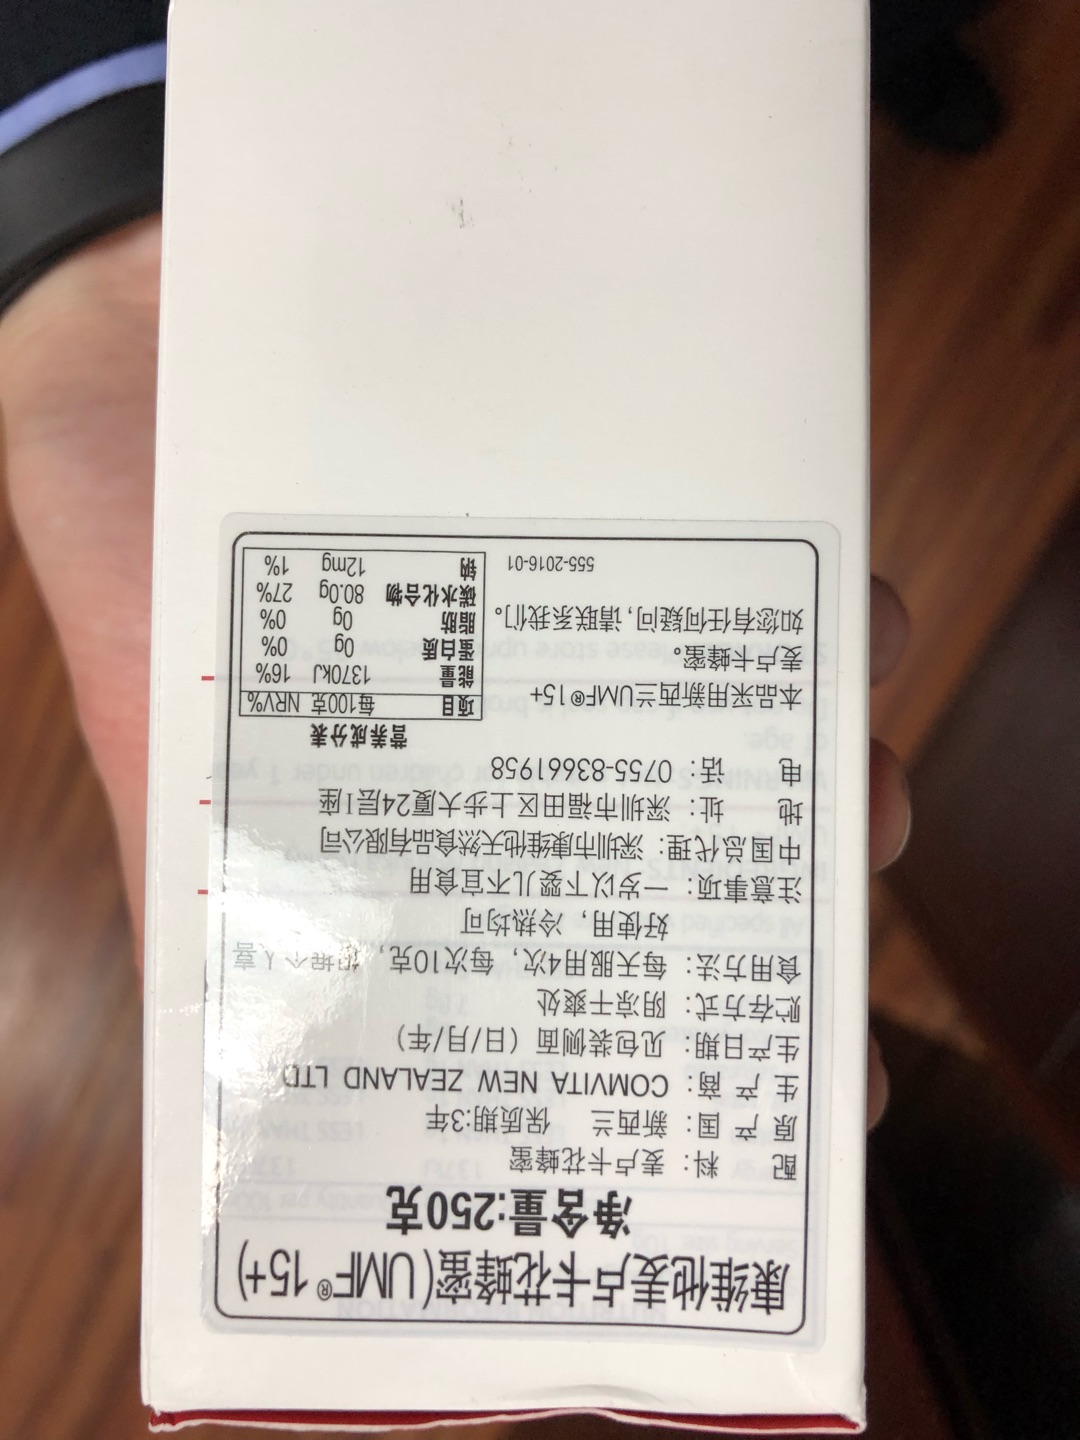 康维他麦卢卡花蜂蜜(UMF®15+)
净含量:250克
配 料: 麦卢卡花蜂蜜
原 产 国: 新西兰 保质期:3年
生 产 商: COMVITA NEW ZEALAND LTD
生产日期: 见包装侧面 (日/月/年)
贮存方式: 阴凉干爽处
食用方法: 每天服用4次, 每次10克, 根据个人喜
好使用, 冷热均可
注意事项: 一岁以下婴儿不宜食用
中国总代理: 深圳市康维他天然食品有限公司
地 址: 深圳市福田区上步大厦24层I座
电 话: 0755-83661958
本品采用新西兰UMF®15+
麦卢卡蜂蜜。
如您有任何疑问, 请联系我们。
555-2016-01
营养成分表
项目 每100克 NRV%
能量 1370kJ 16%
蛋白质 0g 0%
脂肪 0g 0%
碳水化合物 80.0g 27%
钠 12mg 1%